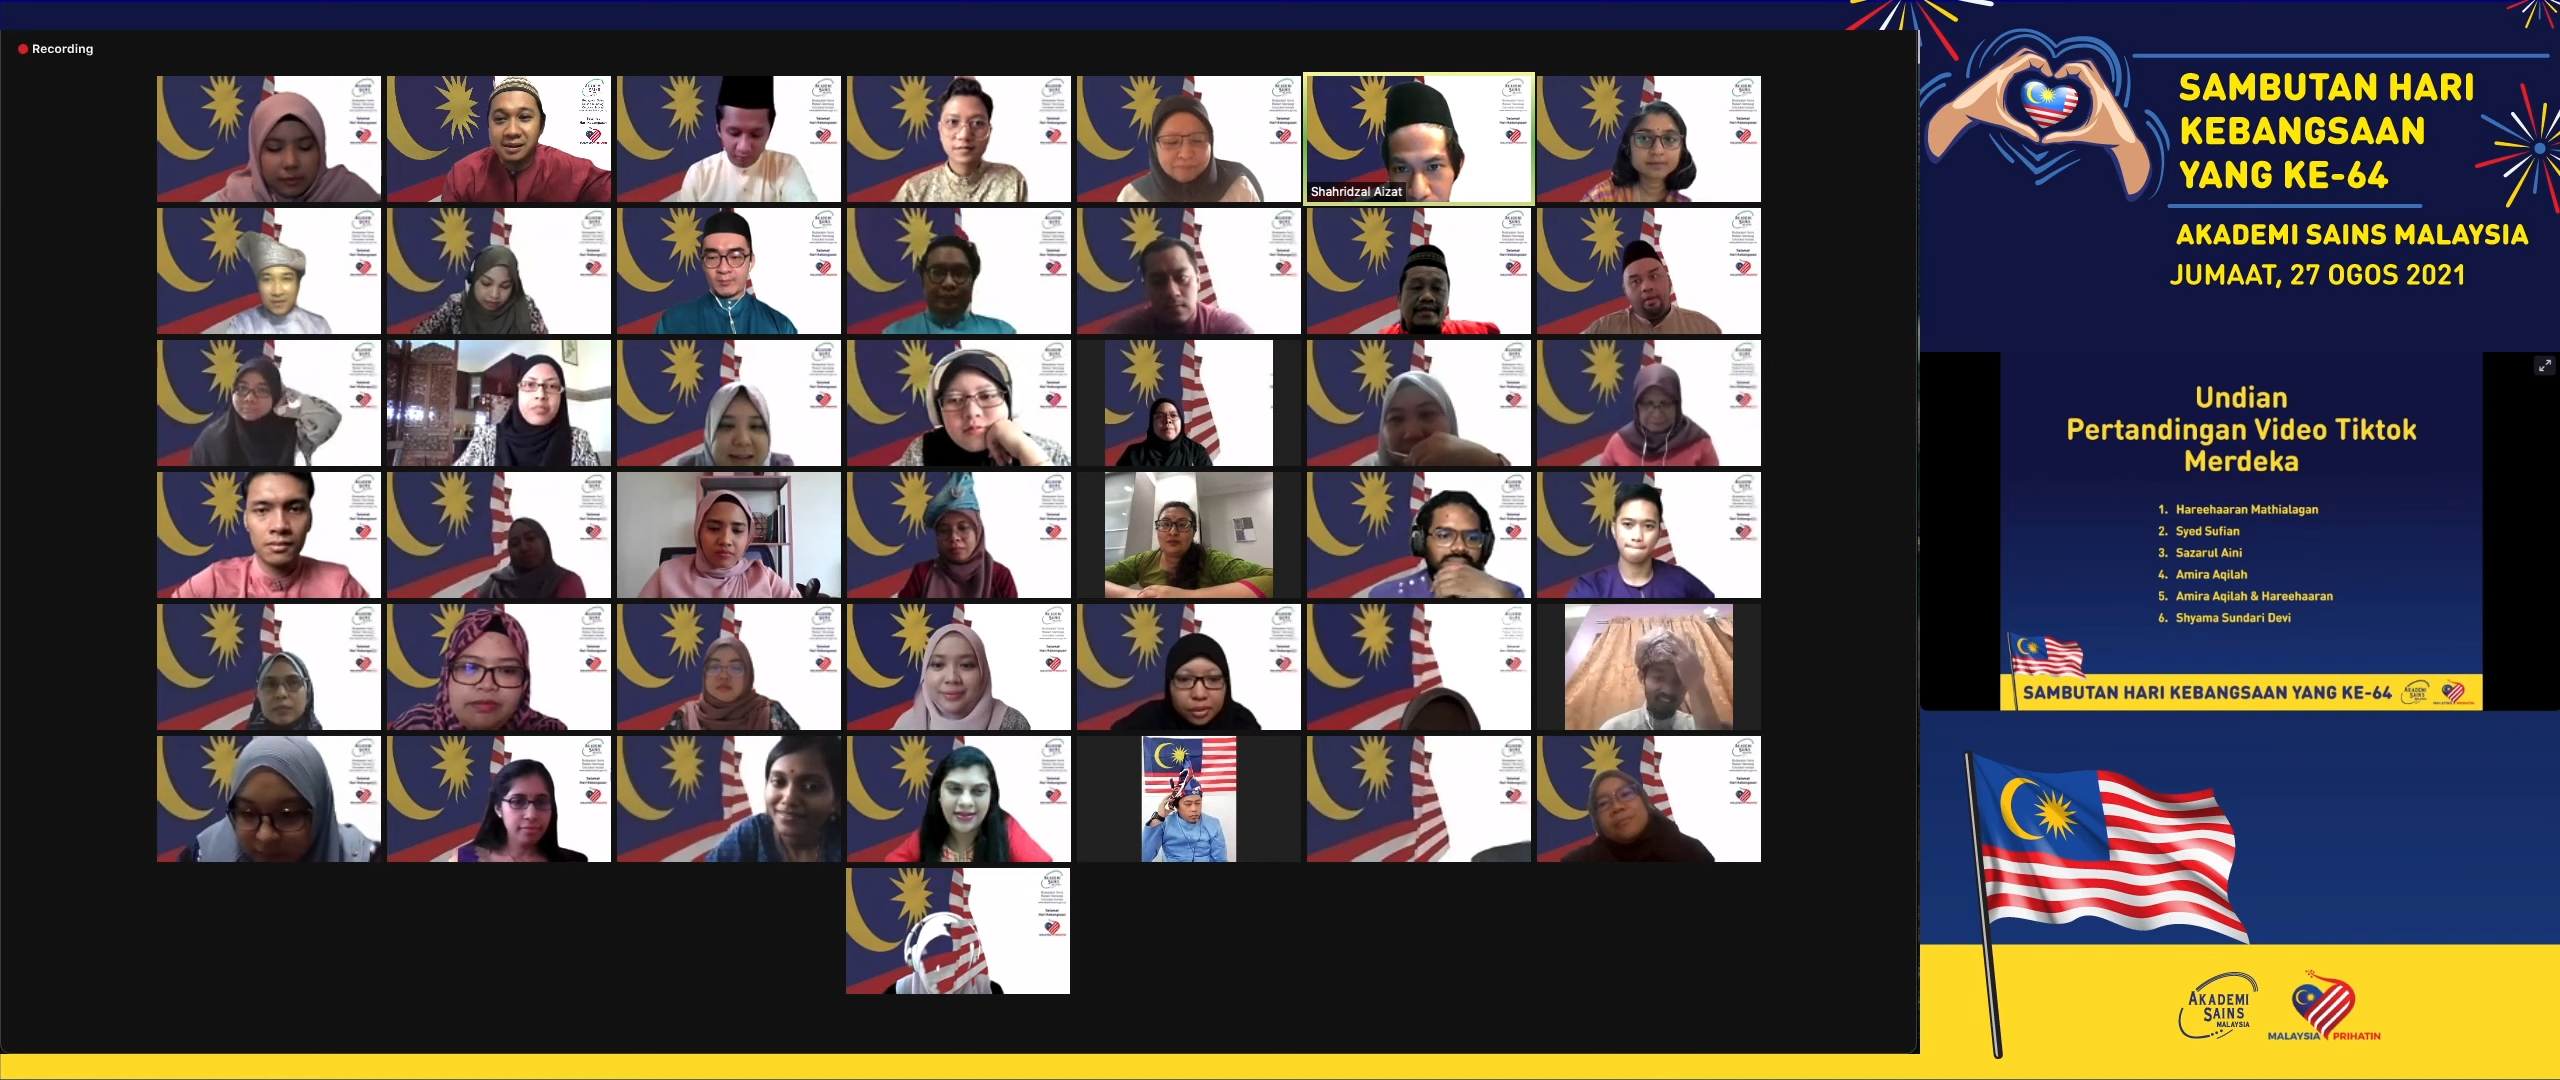 Recording
Shahridzal Aizat
SAMBUTAN HARI
KEBANGSAAN
YANG KE-64
AKADEMI SAINS MALAYSIA
JUMAAT, 27 OGOS 2021
Undian
Pertandingan Video Tiktok
Merdeka
1. Hareehaaran Mathialagan
2. Syed Sufian
3. Sazarul Aini
4. Amira Aqilah
5. Amira Aqilah & Hareehaaran
6. Shyama Sundari Devi
SAMBUTAN HARI KEBANGSAAN YANG KE-64
AKADEMI
SAINS
MALAYSIA
MALAYSIA PRIHATIN